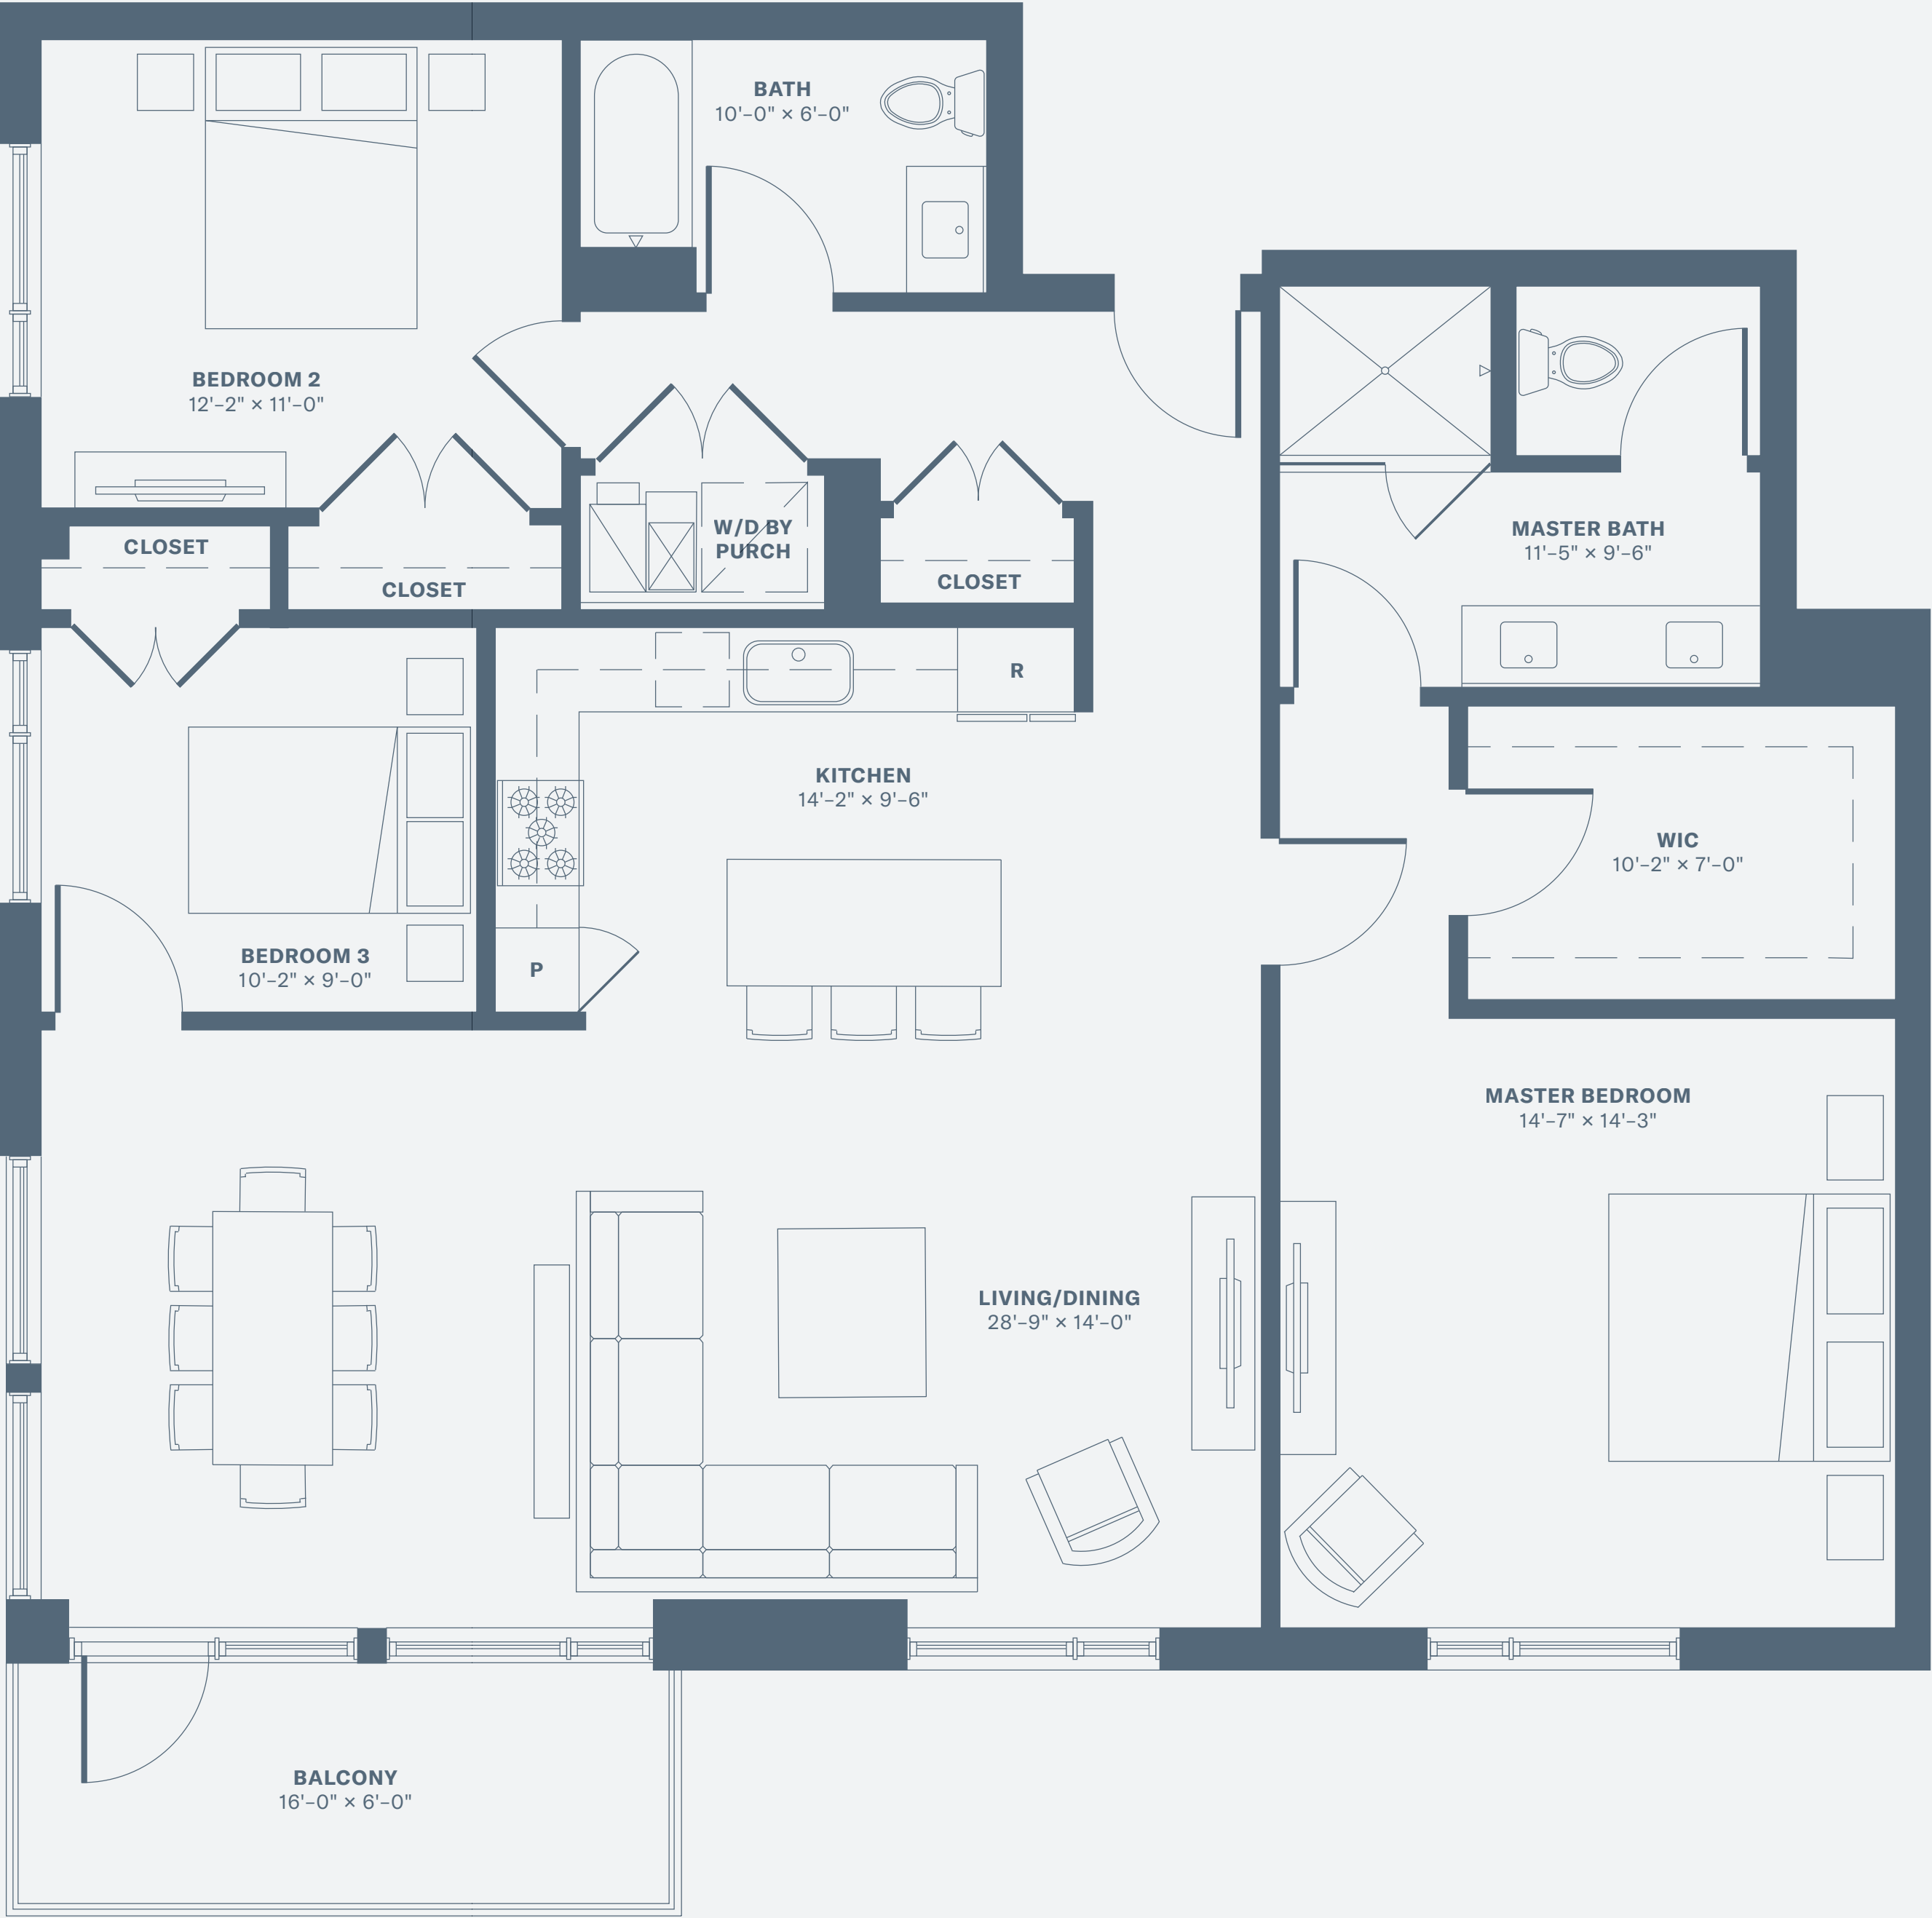 BATH
10'-0" × 6'-0"
BEDROOM 2
12'-2" × 11'-0"
W/D BY
PURCH
MASTER BATH
11'-5" × 9'-6"
CLOSET
CLOSET
CLOSET
R
KITCHEN
14'-2" × 9'-6"
WIC
10'-2" × 7'-0"
BEDROOM 3
10'-2" × 9'-0"
P
MASTER BEDROOM
14'-7" × 14'-3"
LIVING/DINING
28'-9" × 14'-0"
BALCONY
16'-0" × 6'-0"